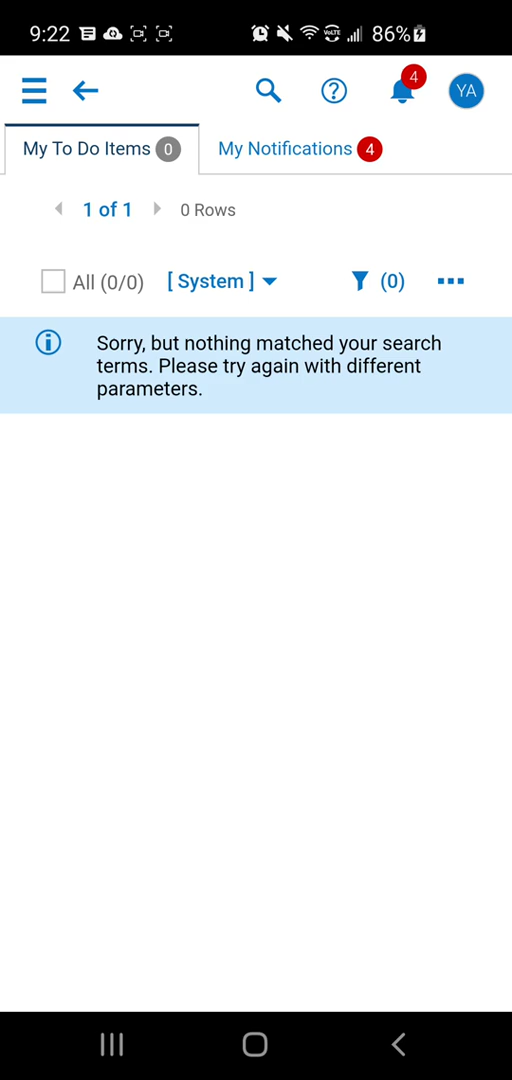 9:22 VoLTE 86%
4 YA
My To Do Items 0 My Notifications 4
1 of 1 0 Rows
All (0/0) [ System ] (0)
Sorry, but nothing matched your search
terms. Please try again with different
parameters.